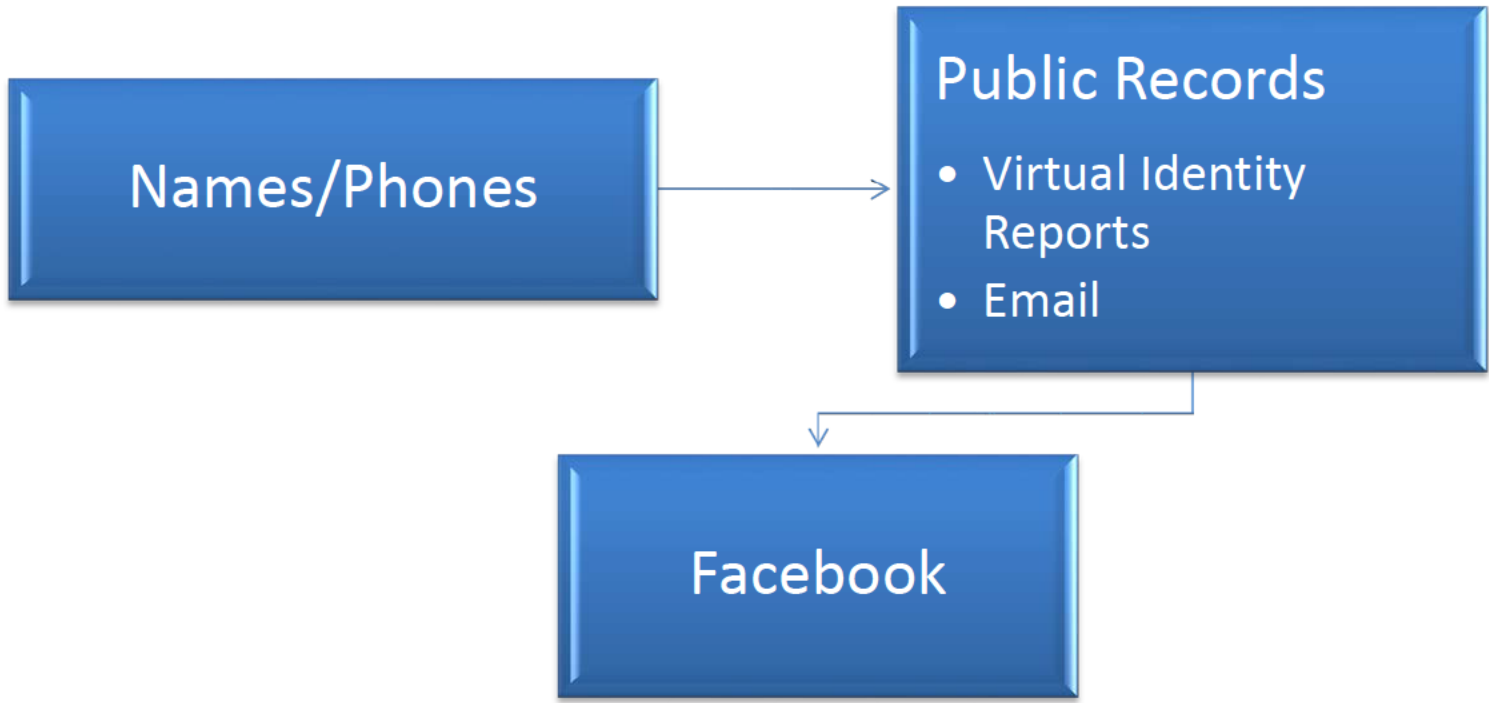 Names/Phones
Public Records
• Virtual Identity
Reports
• Email
Facebook